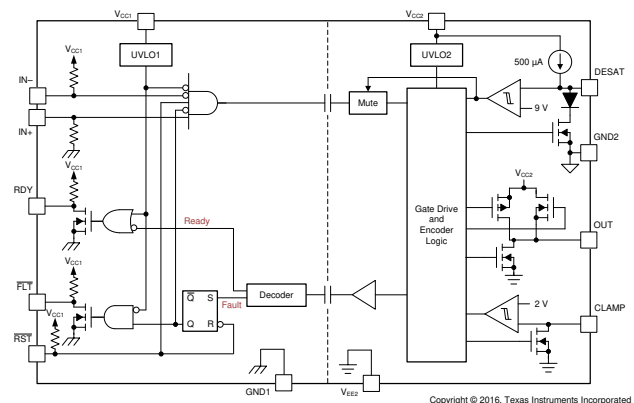 VCC1
VCC2
UVLO1
UVLO2
500 µA
DESAT
VCC1
IN–
IN+
Mute
9 V
GND2
VCC1
RDY
Ready
VCC2
Gate Drive
and
Encoder
Logic
OUT
VCC1
FLT
Q S
Fault
Decoder
Q R
VCC1
RST
2 V
CLAMP
GND1
VEE2
Copyright © 2016, Texas Instruments Incorporated